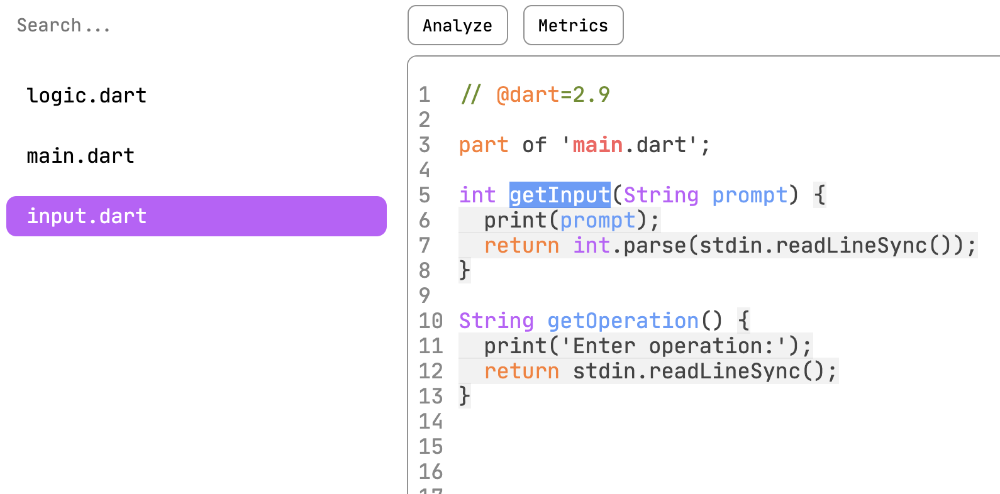 Search...
logic.dart
main.dart
input.dart
Analyze Metrics
1 // @dart=2.9
2
3 part of 'main.dart';
4
5 int getInput(String prompt) {
6   print(prompt);
7   return int.parse(stdin.readLineSync());
8 }
9
10 String getOperation() {
11   print('Enter operation:');
12   return stdin.readLineSync();
13 }
14
15
16
17